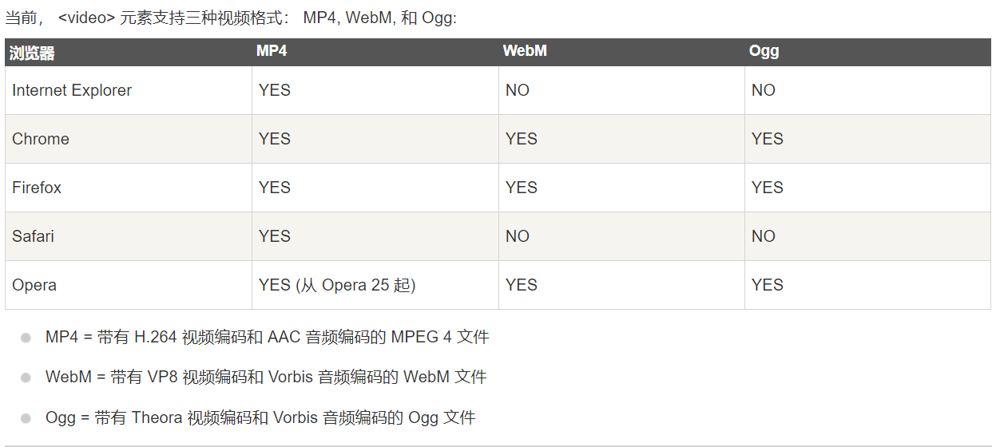 当前， <video> 元素支持三种视频格式： MP4, WebM, 和 Ogg:
浏览器 MP4 WebM Ogg
Internet Explorer YES NO NO
Chrome YES YES YES
Firefox YES YES YES
Safari YES NO NO
Opera YES (从 Opera 25 起) YES YES
MP4 = 带有 H.264 视频编码和 AAC 音频编码的 MPEG 4 文件
WebM = 带有 VP8 视频编码和 Vorbis 音频编码的 WebM 文件
Ogg = 带有 Theora 视频编码和 Vorbis 音频编码的 Ogg 文件